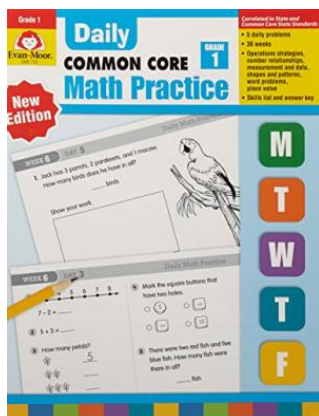 Grade 1
Evan-Moor
Daily
COMMON CORE
GRADE
1
Math Practice
New
Edition
Correlated to State and
Common Core State Standards
• 5 daily problems
• 36 weeks
• Operations strategies,
number relationships,
measurement and data,
shapes and patterns,
word problems,
place value
• Skills list and answer key
Daily Math Practice
WEEK 6 DAY 5
1. Jack has 3 parrots, 2 parakeets, and 1 macaw.
How many birds does he have in all?
birds
Show your work.
M
T
W
T
F
Daily Math Practice
WEEK 6 DAY 3
4 5 6 7 8
7 – 2 =
2 5 + 3 =
3 How many petals?
5
4 Mark the square buttons that
have two holes.
5 There were two red fish and five
blue fish. How many fish were
there in all?
fish